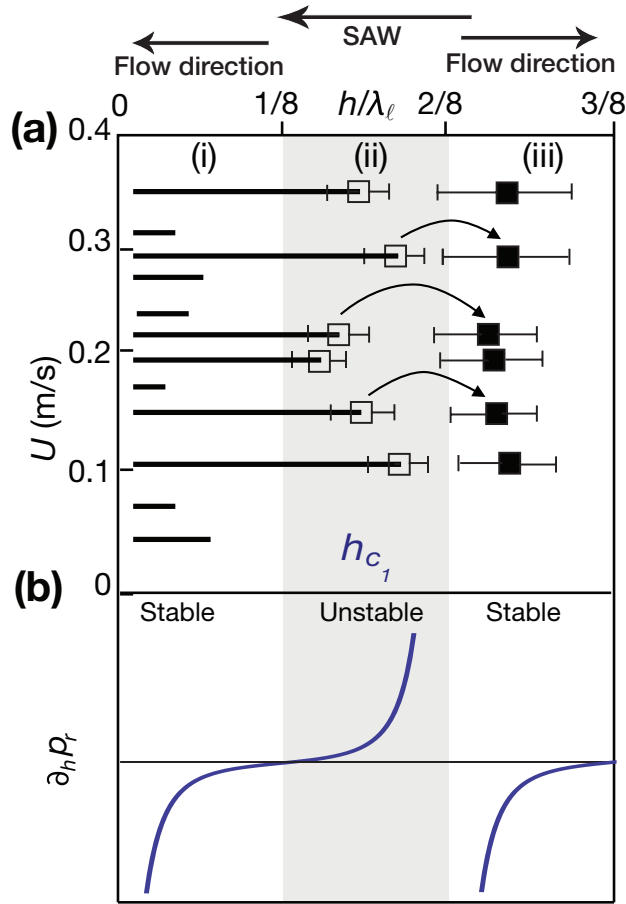 SAW
Flow direction Flow direction
0 1/8 h/λℓ 2/8 3/8
(a)
0.4
(i) (ii) (iii)
0.3
0.2
U (m/s)
0.1
hc1
0
(b)
Stable Unstable Stable
∂hpr